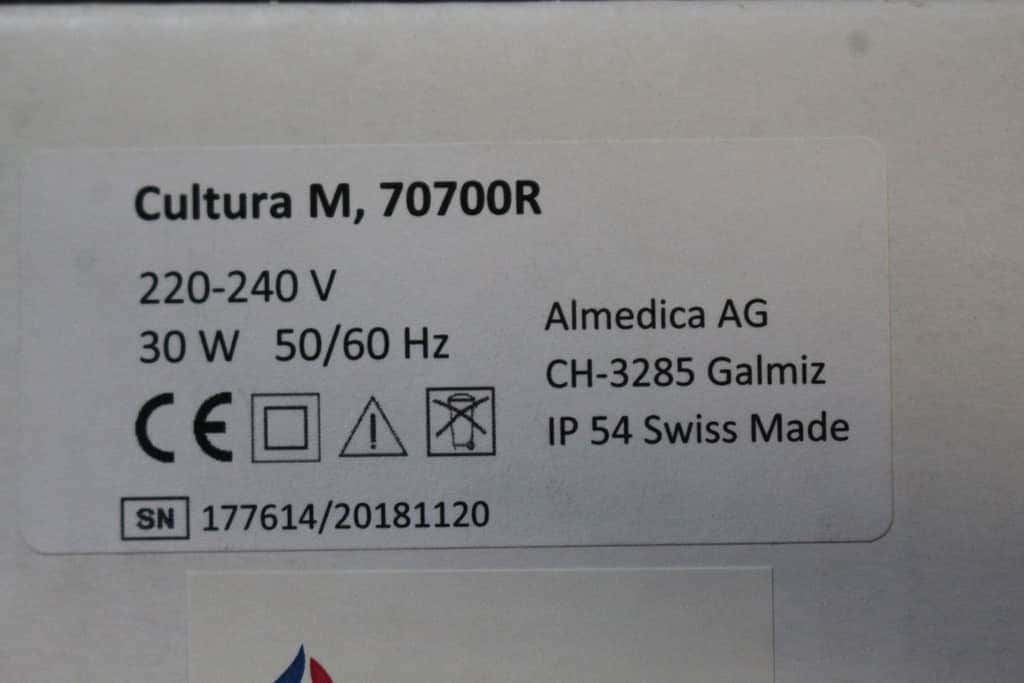 Cultura M, 70700R
220-240 V
30 W 50/60 Hz
Almedica AG
CH-3285 Galmiz
IP 54 Swiss Made
CE
SN 177614/20181120